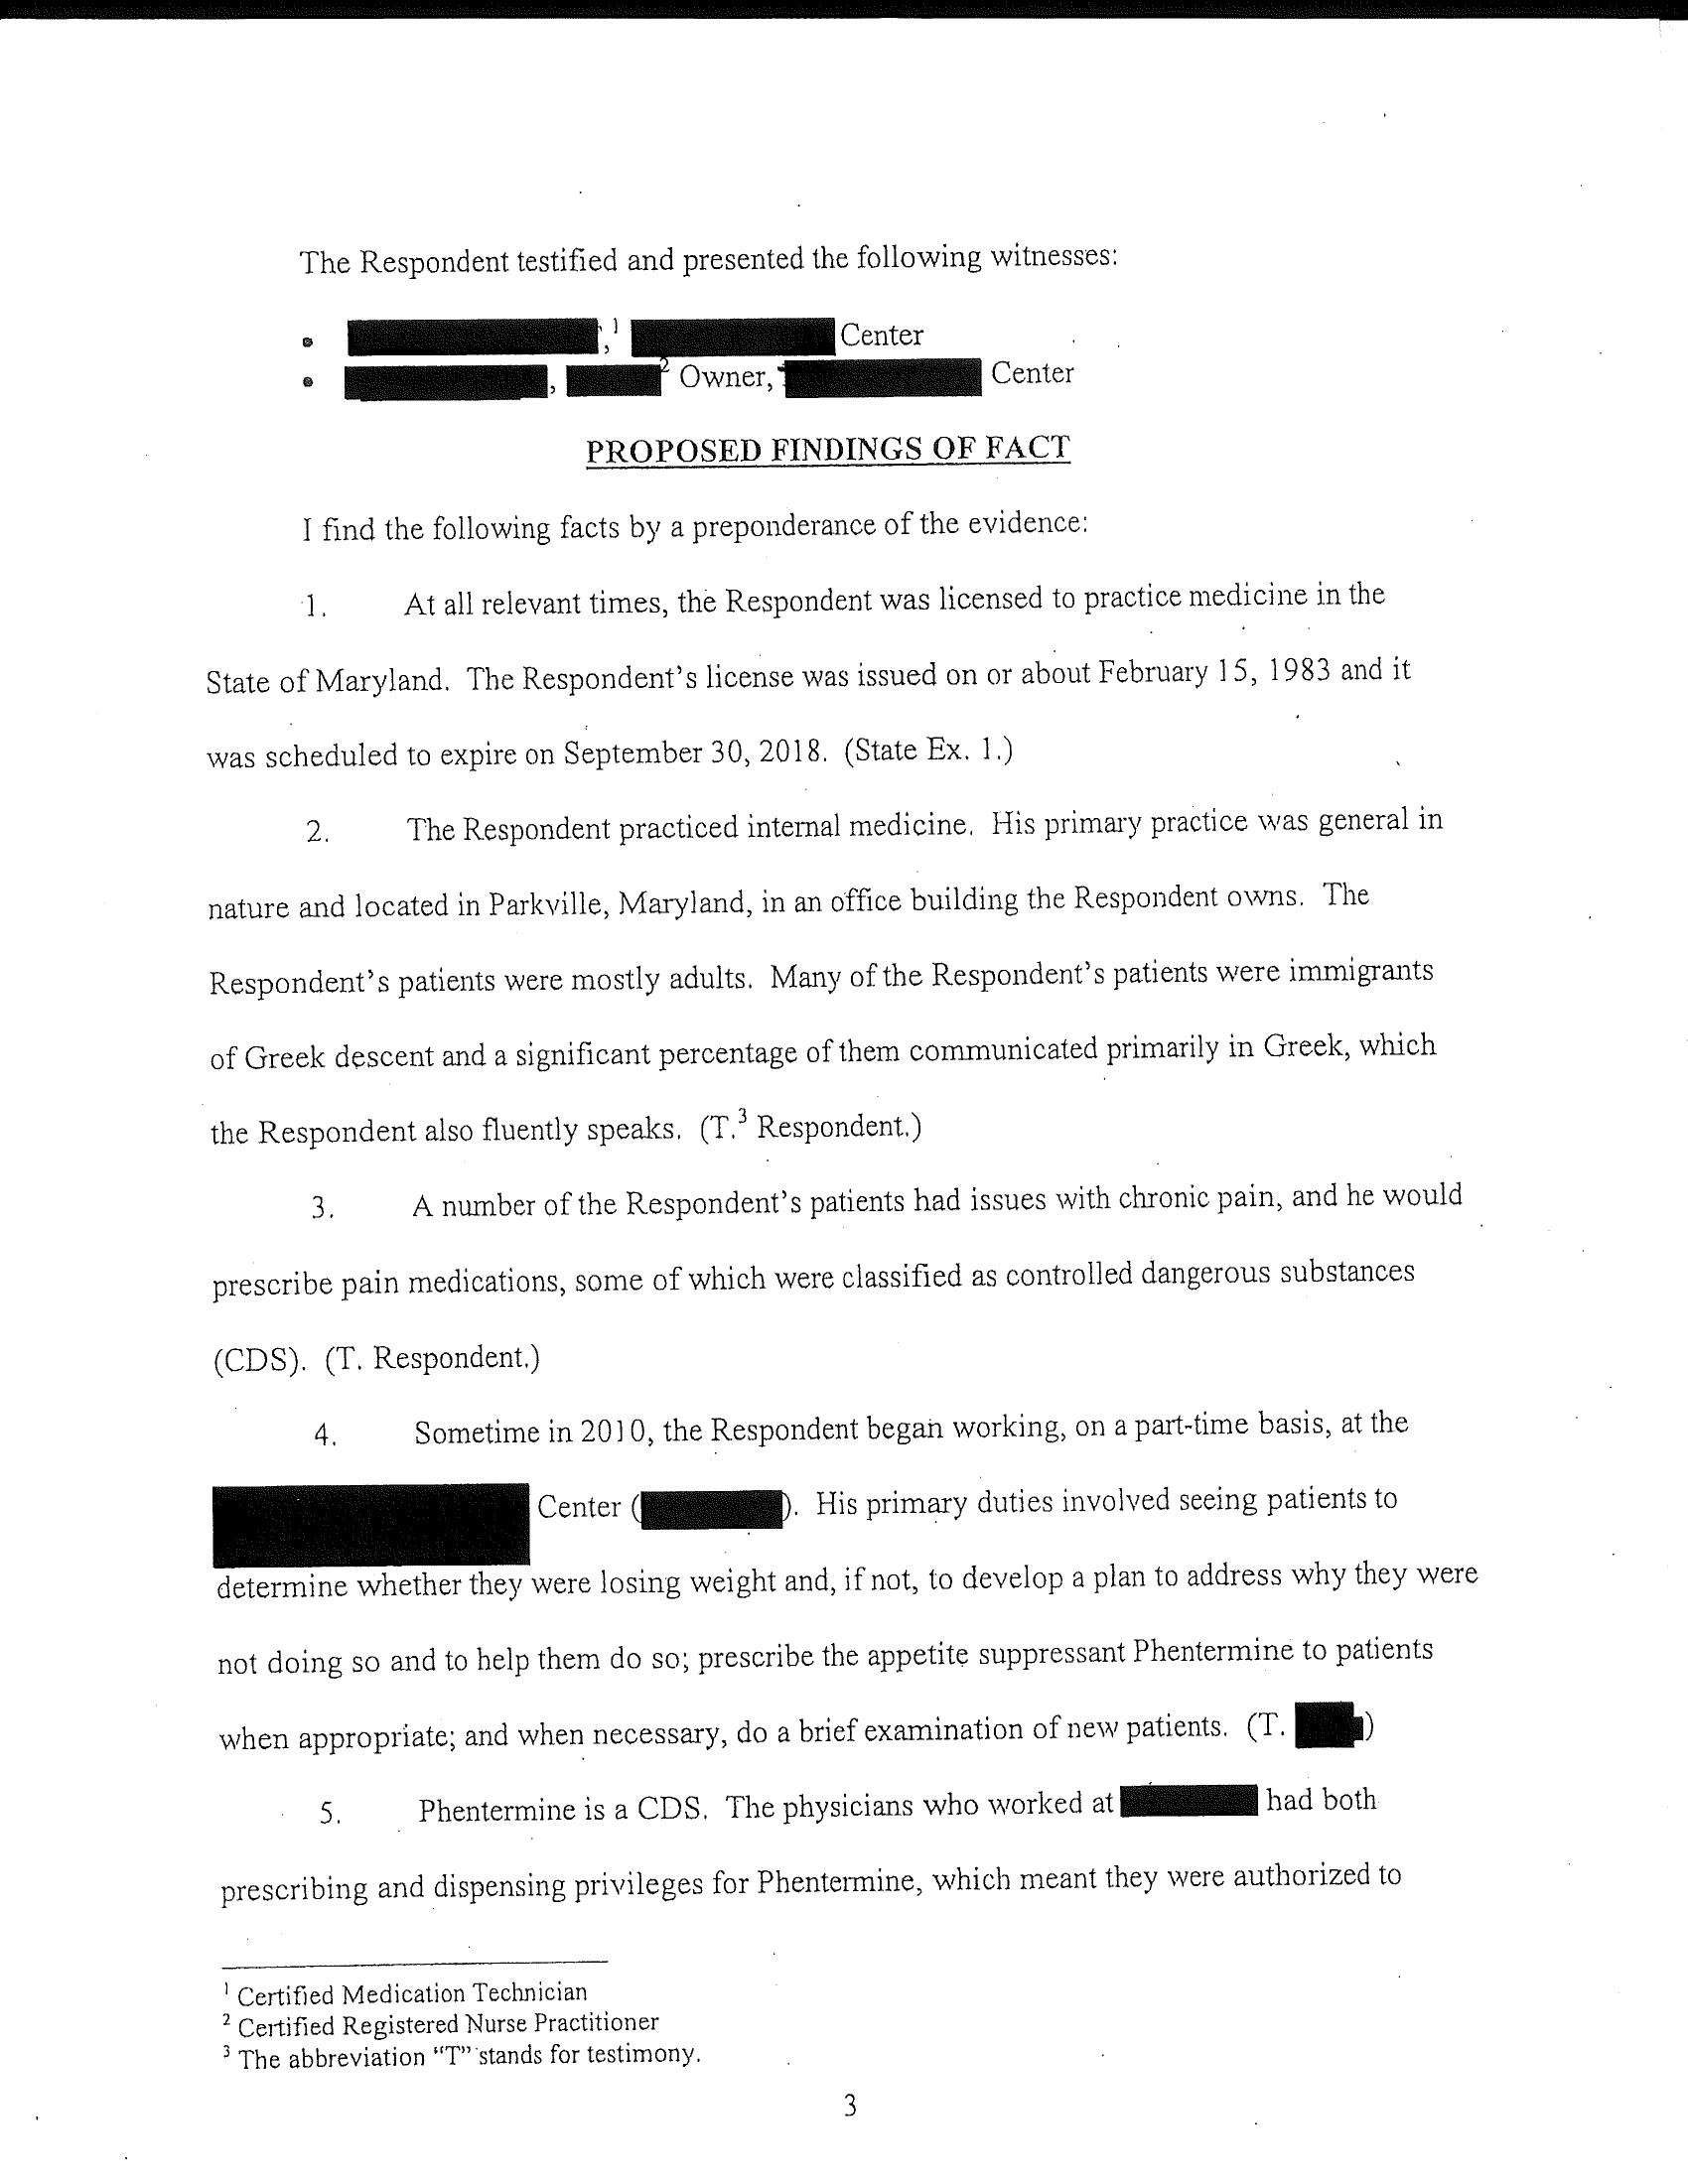 The Respondent testified and presented the following witnesses:
• ,¹ Center
• , ² Owner, Center
PROPOSED FINDINGS OF FACT
I find the following facts by a preponderance of the evidence:
1. At all relevant times, the Respondent was licensed to practice medicine in the
State of Maryland. The Respondent's license was issued on or about February 15, 1983 and it
was scheduled to expire on September 30, 2018. (State Ex. 1.)
2. The Respondent practiced internal medicine. His primary practice was general in
nature and located in Parkville, Maryland, in an office building the Respondent owns. The
Respondent's patients were mostly adults. Many of the Respondent's patients were immigrants
of Greek descent and a significant percentage of them communicated primarily in Greek, which
the Respondent also fluently speaks. (T.³ Respondent.)
3. A number of the Respondent's patients had issues with chronic pain, and he would
prescribe pain medications, some of which were classified as controlled dangerous substances
(CDS). (T. Respondent.)
4. Sometime in 2010, the Respondent began working, on a part-time basis, at the
Center ( ). His primary duties involved seeing patients to
determine whether they were losing weight and, if not, to develop a plan to address why they were
not doing so and to help them do so; prescribe the appetite suppressant Phentermine to patients
when appropriate; and when necessary, do a brief examination of new patients. (T. )
5. Phentermine is a CDS. The physicians who worked at had both
prescribing and dispensing privileges for Phentermine, which meant they were authorized to
¹ Certified Medication Technician
² Certified Registered Nurse Practitioner
³ The abbreviation "T" stands for testimony.
3